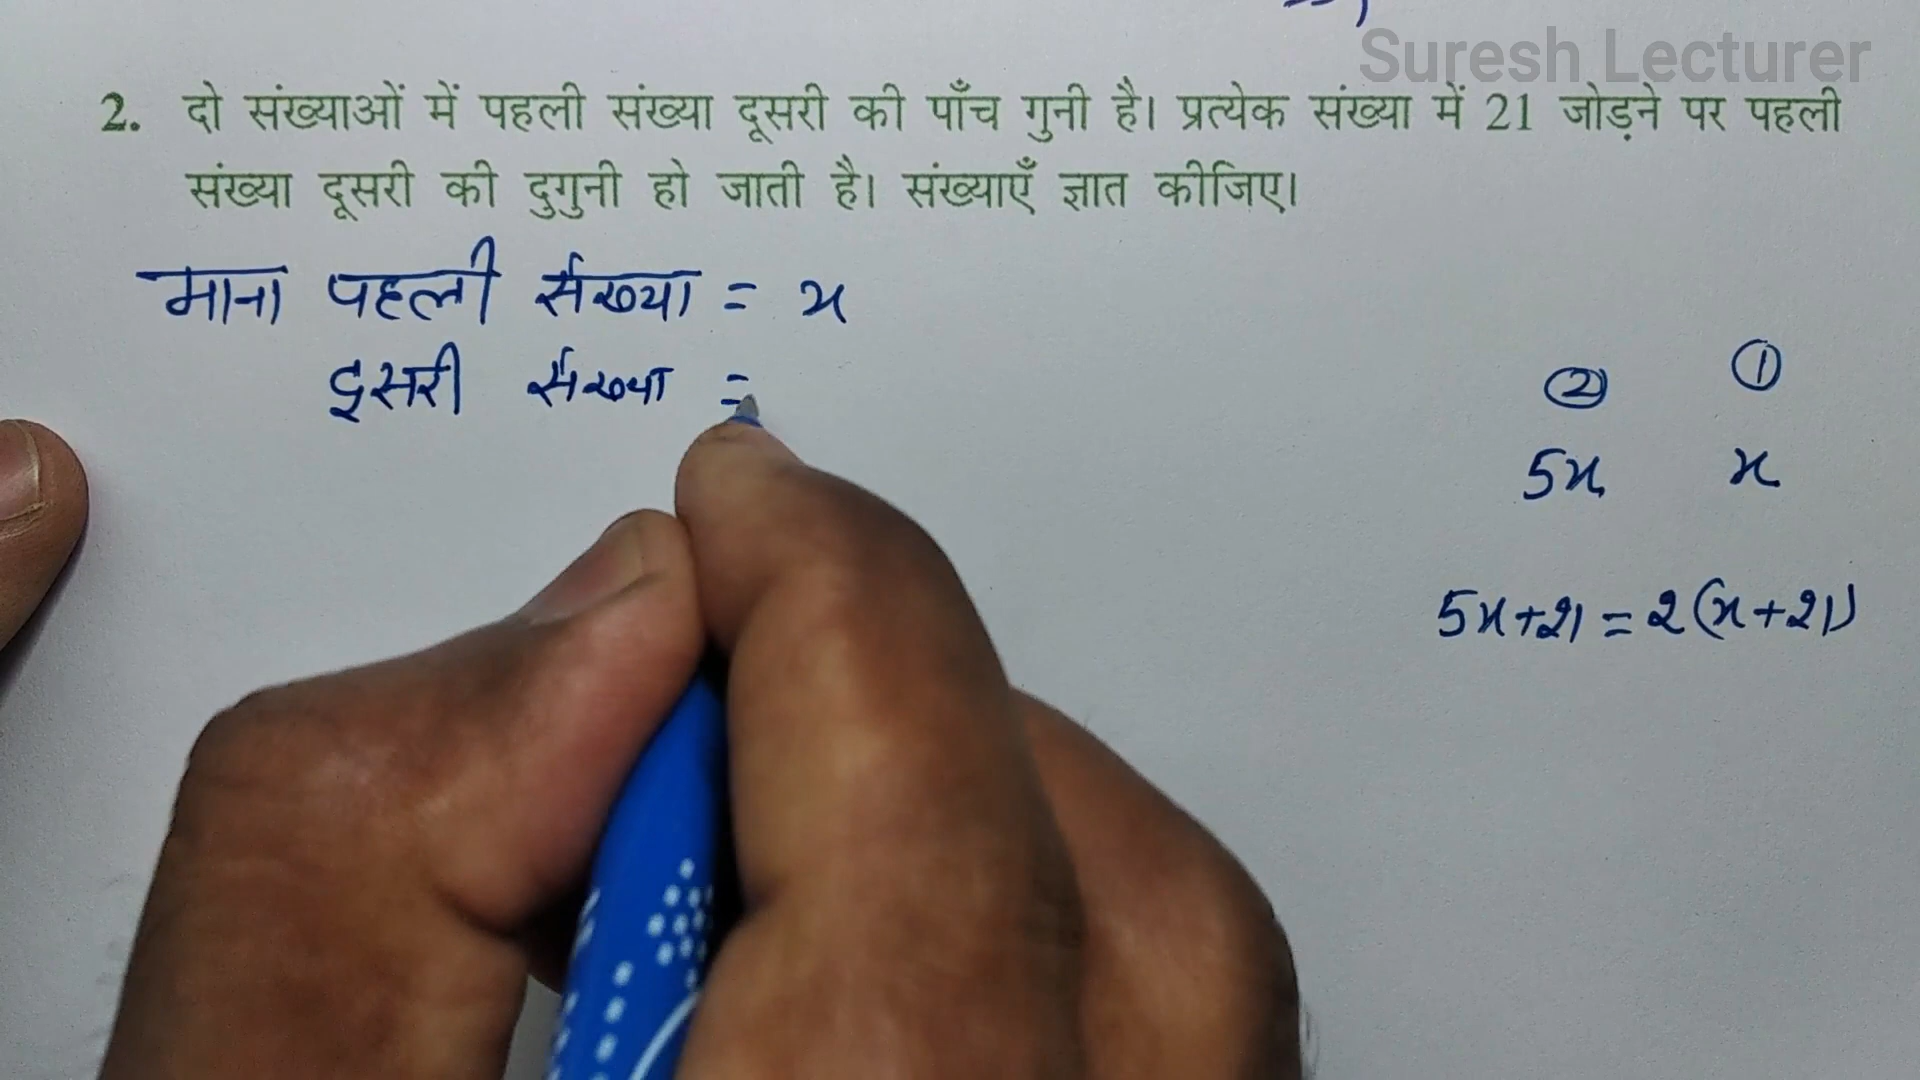 Suresh Lecturer
2. दो संख्याओं में पहली संख्या दूसरी की पाँच गुनी है। प्रत्येक संख्या में 21 जोड़ने पर पहली
संख्या दूसरी की दुगुनी हो जाती है। संख्याएँ ज्ञात कीजिए।
माना पहली संख्या = x
दूसरी संख्या =
② ①
5x x
5x+21=2(x+21)